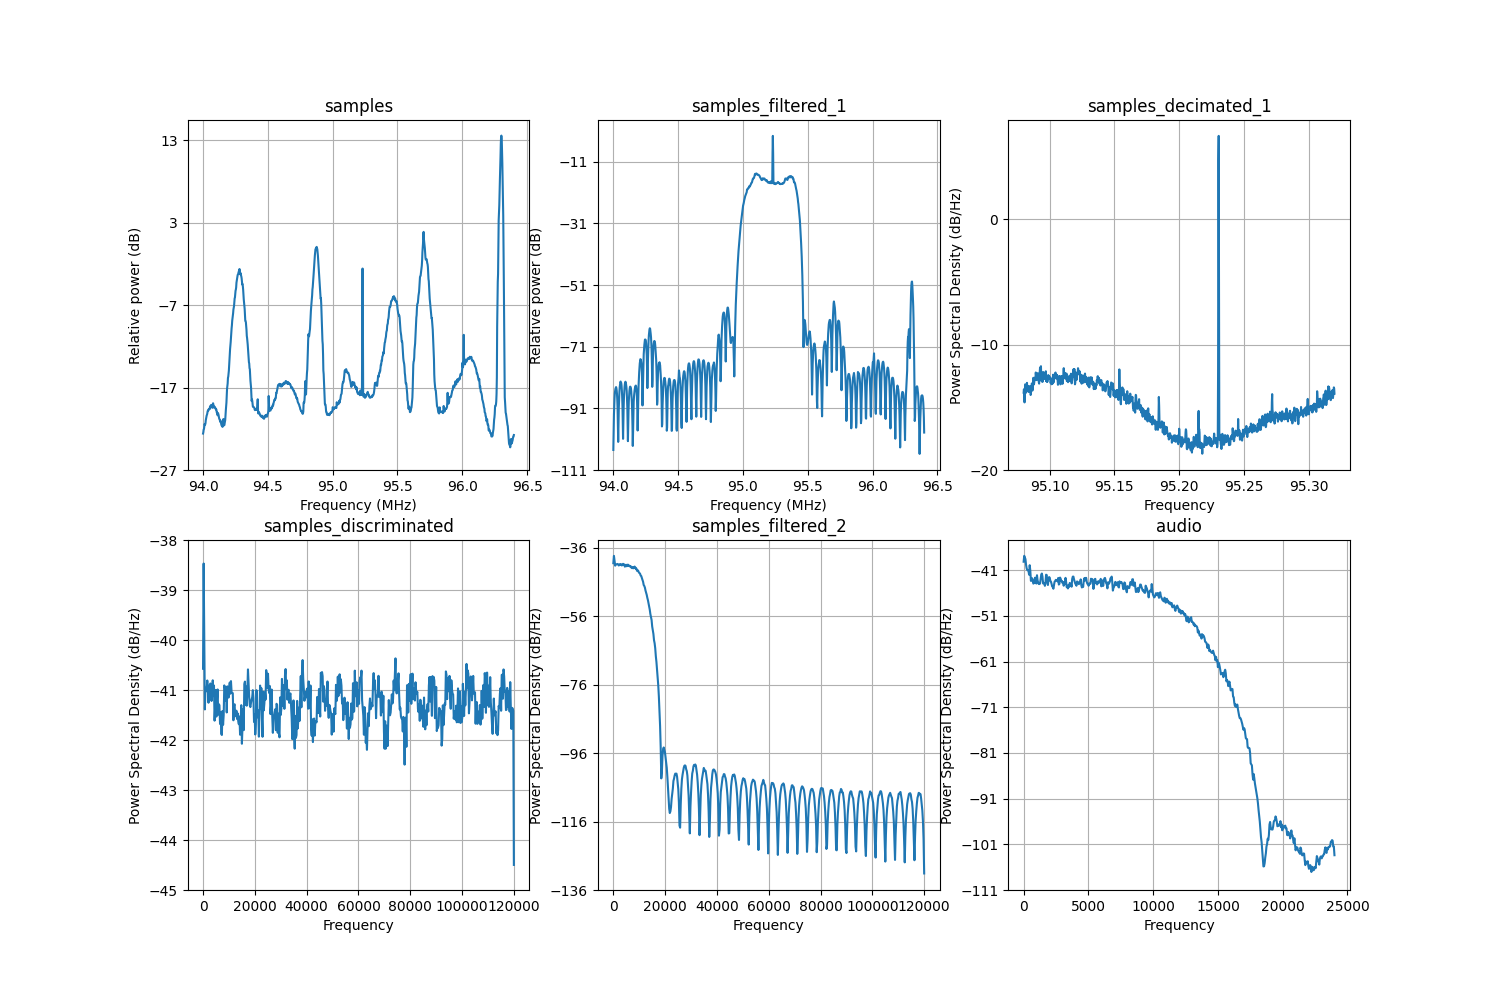 samples
Relative power (dB)
13
3
−7
−17
−27
94.0 94.5 95.0 95.5 96.0 96.5
Frequency (MHz)
samples_filtered_1
Relative power (dB)
−11
−31
−51
−71
−91
−111
94.0 94.5 95.0 95.5 96.0 96.5
Frequency (MHz)
samples_decimated_1
Power Spectral Density (dB/Hz)
0
−10
−20
95.10 95.15 95.20 95.25 95.30
Frequency
samples_discriminated
Power Spectral Density (dB/Hz)
−38
−39
−40
−41
−42
−43
−44
−45
0 20000 40000 60000 80000 100000 120000
Frequency
samples_filtered_2
Power Spectral Density (dB/Hz)
−36
−56
−76
−96
−116
−136
0 20000 40000 60000 80000 100000 120000
Frequency
audio
Power Spectral Density (dB/Hz)
−41
−51
−61
−71
−81
−91
−101
−111
0 5000 10000 15000 20000 25000
Frequency